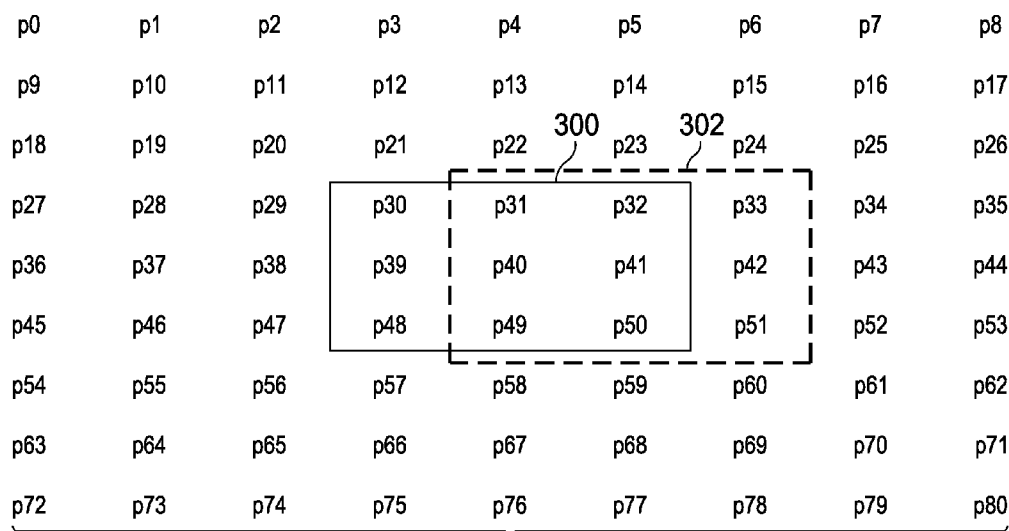 p0 p1 p2 p3 p4 p5 p6 p7 p8
p9 p10 p11 p12 p13 p14 p15 p16 p17
300 302
p18 p19 p20 p21 p22 p23 p24 p25 p26
p27 p28 p29 p30 p31 p32 p33 p34 p35
p36 p37 p38 p39 p40 p41 p42 p43 p44
p45 p46 p47 p48 p49 p50 p51 p52 p53
p54 p55 p56 p57 p58 p59 p60 p61 p62
p63 p64 p65 p66 p67 p68 p69 p70 p71
p72 p73 p74 p75 p76 p77 p78 p79 p80